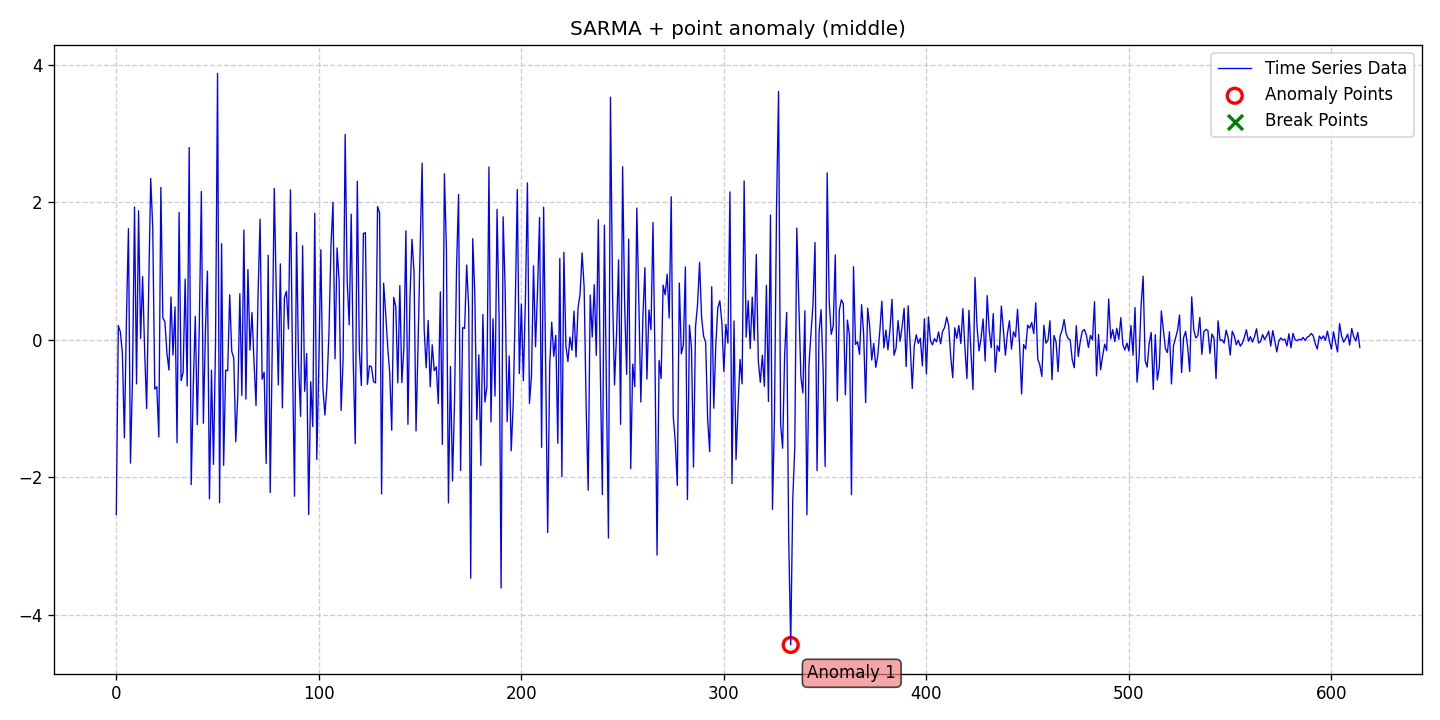 SARMA + point anomaly (middle)
Time Series Data
Anomaly Points
Break Points
4
2
0
−2
−4
Anomaly 1
0 100 200 300 400 500 600